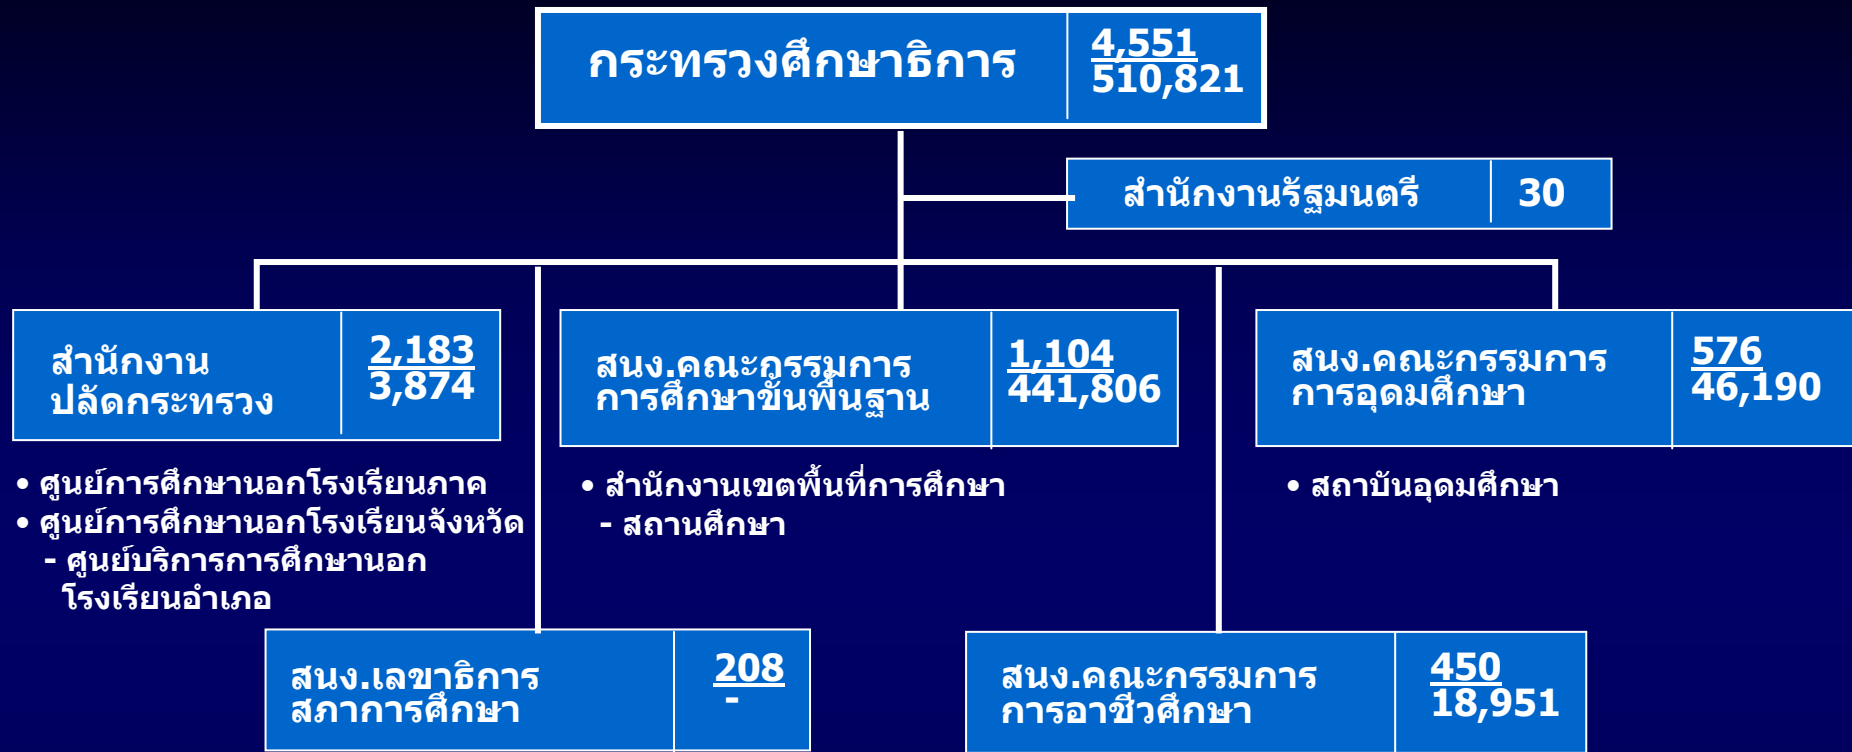 กระทรวงศึกษาธิการ
4,551
510,821
สำนักงานรัฐมนตรี
30
สำนักงาน
ปลัดกระทรวง
2,183
3,874
สนง.คณะกรรมการ
การศึกษาขั้นพื้นฐาน
1,104
441,806
สนง.คณะกรรมการ
การอุดมศึกษา
576
46,190
• ศูนย์การศึกษานอกโรงเรียนภาค
• ศูนย์การศึกษานอกโรงเรียนจังหวัด
- ศูนย์บริการการศึกษานอก
โรงเรียนอำเภอ
• สำนักงานเขตพื้นที่การศึกษา
- สถานศึกษา
• สถาบันอุดมศึกษา
สนง.เลขาธิการ
สภาการศึกษา
208
-
สนง.คณะกรรมการ
การอาชีวศึกษา
450
18,951